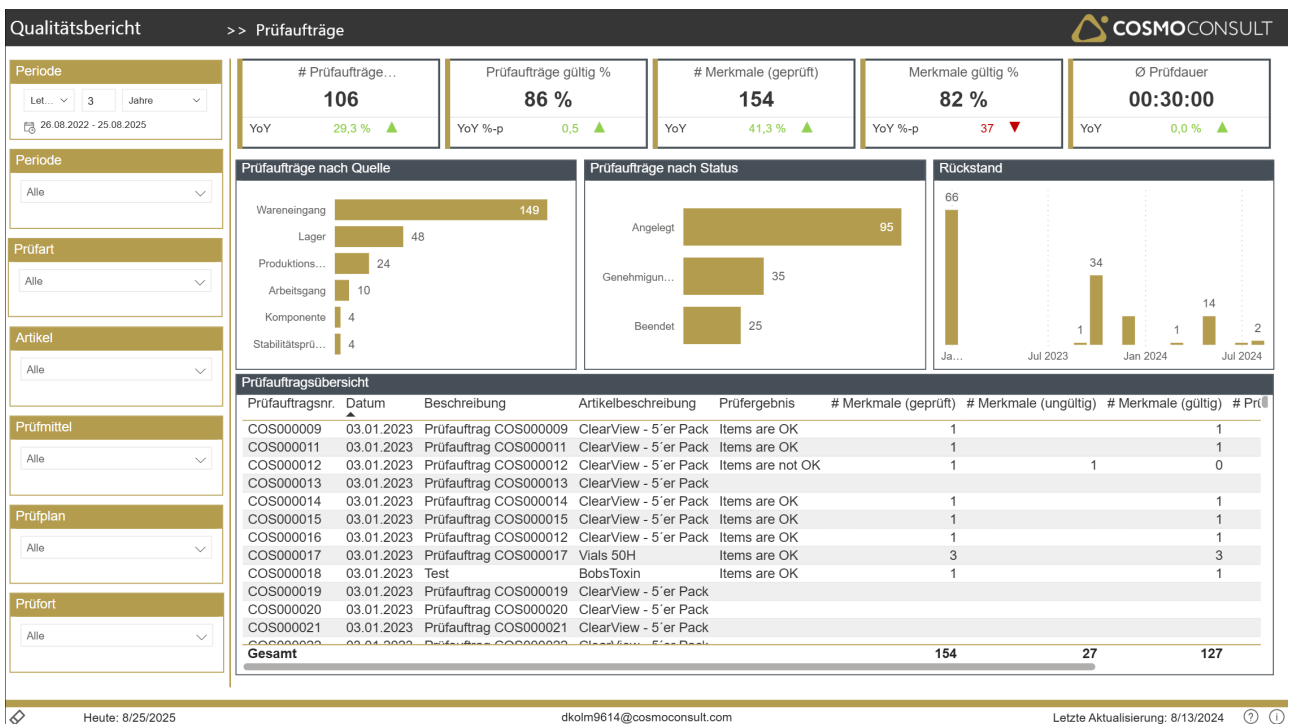 Qualitätsbericht >> Prüfaufträge COSMOCONSULT
Periode
Let... 3 Jahre
26.08.2022 - 25.08.2025
Periode
Alle
Prüfart
Alle
Artikel
Alle
Prüfmittel
Alle
Prüfplan
Alle
Prüfort
Alle
# Prüfaufträge...
106
YoY 29,3 %
Prüfaufträge gültig %
86 %
YoY %-p 0,5
# Merkmale (geprüft)
154
YoY 41,3 %
Merkmale gültig %
82 %
YoY %-p 37
Ø Prüfdauer
00:30:00
YoY 0,0 %
Prüfaufträge nach Quelle
Wareneingang 149
Lager 48
Produktions... 24
Arbeitsgang 10
Komponente 4
Stabilitätsprü... 4
Prüfaufträge nach Status
Angelegt 95
Genehmigun... 35
Beendet 25
Rückstand
66
34
14
1 1 2
Ja... Jul 2023 Jan 2024 Jul 2024
Prüfauftragsübersicht
Prüfauftragsnr. Datum Beschreibung Artikelbeschreibung Prüfergebnis # Merkmale (geprüft) # Merkmale (ungültig) # Merkmale (gültig) # Prü
COS000009 03.01.2023 Prüfauftrag COS000009 ClearView - 5´er Pack Items are OK 1 1
COS000011 03.01.2023 Prüfauftrag COS000011 ClearView - 5´er Pack Items are OK 1 1
COS000012 03.01.2023 Prüfauftrag COS000012 ClearView - 5´er Pack Items are not OK 1 1 0
COS000013 03.01.2023 Prüfauftrag COS000013 ClearView - 5´er Pack
COS000014 03.01.2023 Prüfauftrag COS000014 ClearView - 5´er Pack Items are OK 1 1
COS000015 03.01.2023 Prüfauftrag COS000015 ClearView - 5´er Pack Items are OK 1 1
COS000016 03.01.2023 Prüfauftrag COS000012 ClearView - 5´er Pack Items are OK 1 1
COS000017 03.01.2023 Prüfauftrag COS000017 Vials 50H Items are OK 3 3
COS000018 03.01.2023 Test BobsToxin Items are OK 1 1
COS000019 03.01.2023 Prüfauftrag COS000019 ClearView - 5´er Pack
COS000020 03.01.2023 Prüfauftrag COS000020 ClearView - 5´er Pack
COS000021 03.01.2023 Prüfauftrag COS000021 ClearView - 5´er Pack
Gesamt 154 27 127
Heute: 8/25/2025 dkolm9614@cosmoconsult.com Letzte Aktualisierung: 8/13/2024